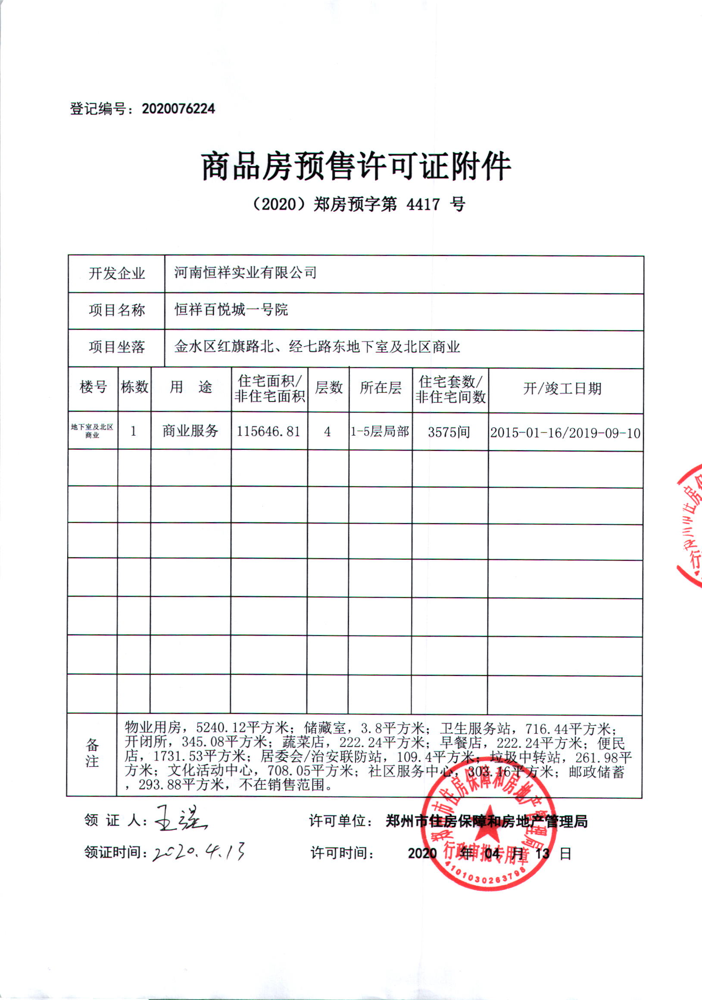 登记编号：2020076224
商品房预售许可证附件
（2020）郑房预字第 4417 号
开发企业 河南恒祥实业有限公司
项目名称 恒祥百悦城一号院
项目坐落 金水区红旗路北、经七路东地下室及北区商业
楼号 栋数 用 途 住宅面积/非住宅面积 层数 所在层 住宅套数/非住宅间数 开/竣工日期
地下室及北区商业 1 商业服务 115646.81 4 1-5层局部 3575间 2015-01-16/2019-09-10
备注
物业用房，5240.12平方米；储藏室，3.8平方米；卫生服务站，716.44平方米；
开闭所，345.08平方米；蔬菜店，222.24平方米；早餐店，222.24平方米；便民
店，1731.53平方米；居委会/治安联防站，109.4平方米；垃圾中转站，261.98平
方米；文化活动中心，708.05平方米；社区服务中心，303.16平方米；邮政储蓄
，293.88平方米，不在销售范围。
领 证 人： 王 许可单位： 郑州市住房保障和房地产管理局
领证时间：2020.4.13 许可时间： 2020 年 04 月 13 日
郑州市住房保障和房地产管理局
行政审批专用章
4101030263798